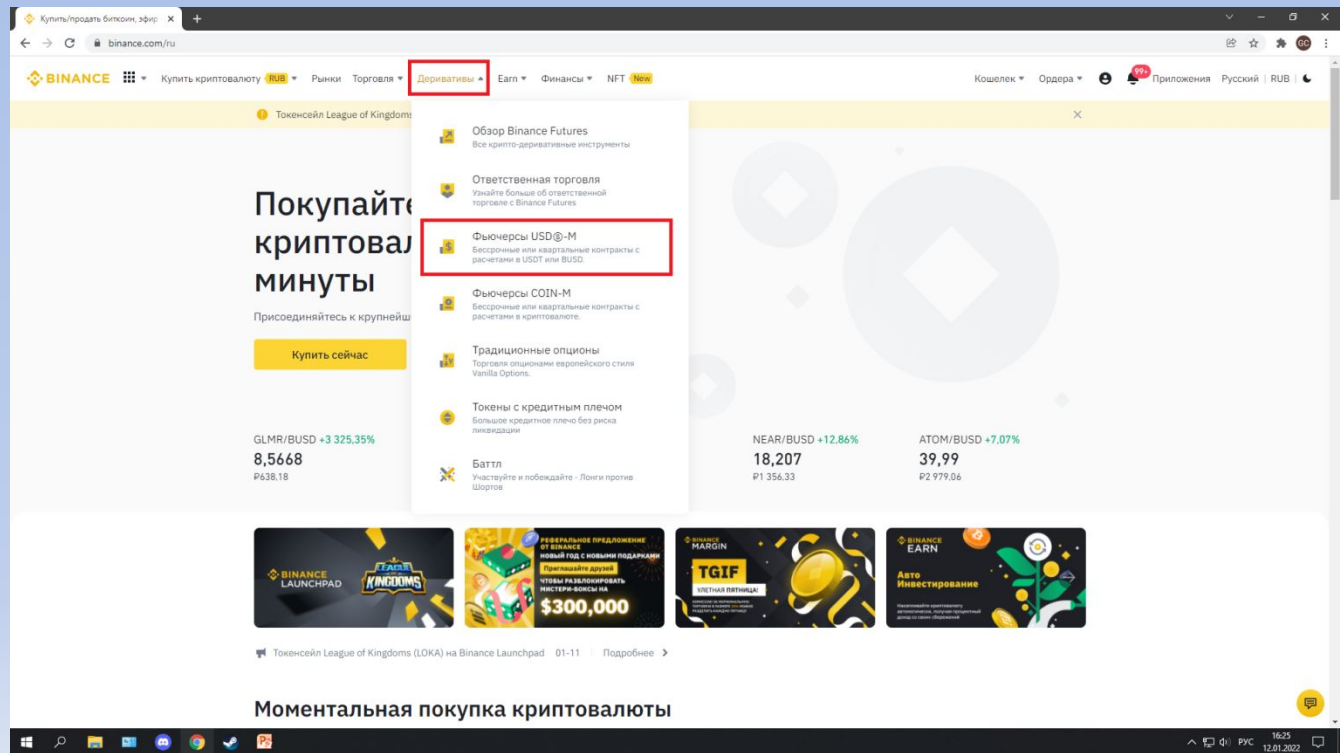 Купить/продать биткоин, эфир
binance.com/ru
GC
BINANCE Купить криптовалюту RUB Рынки Торговля Деривативы Earn Финансы NFT New Кошелек Ордера 99+ Приложения Русский RUB
Токенсейл League of Kingdoms
Обзор Binance Futures
Все крипто-деривативные инструменты
Ответственная торговля
Узнайте больше об ответственной
торговле с Binance Futures
Фьючерсы USDⓈ-M
Бессрочные или квартальные контракты с
расчетами в USDT или BUSD.
Фьючерсы COIN-M
Бессрочные или квартальные контракты с
расчетами в криптовалюте.
Традиционные опционы
Торговля опционами европейского стиля
Vanilla Options.
Токены с кредитным плечом
Большое кредитное плечо без риска
ликвидации
Баттл
Участвуйте и побеждайте - Лонги против
Шортов
Покупайте
криптовал
минуты
Присоединяйтесь к крупнейш
Купить сейчас
GLMR/BUSD +3 325,35%
8,5668
₽638,18
NEAR/BUSD +12,86%
18,207
₽1 356,33
ATOM/BUSD +7,07%
39,99
₽2 979,06
BINANCE
LAUNCHPAD
LEAGUE
KINGDOMS
РЕФЕРАЛЬНОЕ ПРЕДЛОЖЕНИЕ
ОТ BINANCE
НОВЫЙ ГОД С НОВЫМИ ПОДАРКАМИ
Приглашайте друзей
ЧТОБЫ РАЗБЛОКИРОВАТЬ
МИСТЕРИ-БОКСЫ НА
$300,000
BINANCE
MARGIN
TGIF
УЛЕТНАЯ ПЯТНИЦА!
BINANCE
EARN
Авто
Инвестирование
Токенсейл League of Kingdoms (LOKA) на Binance Launchpad 01-11 Подробнее
Моментальная покупка криптовалюты
РУС
16:25
12.01.2022